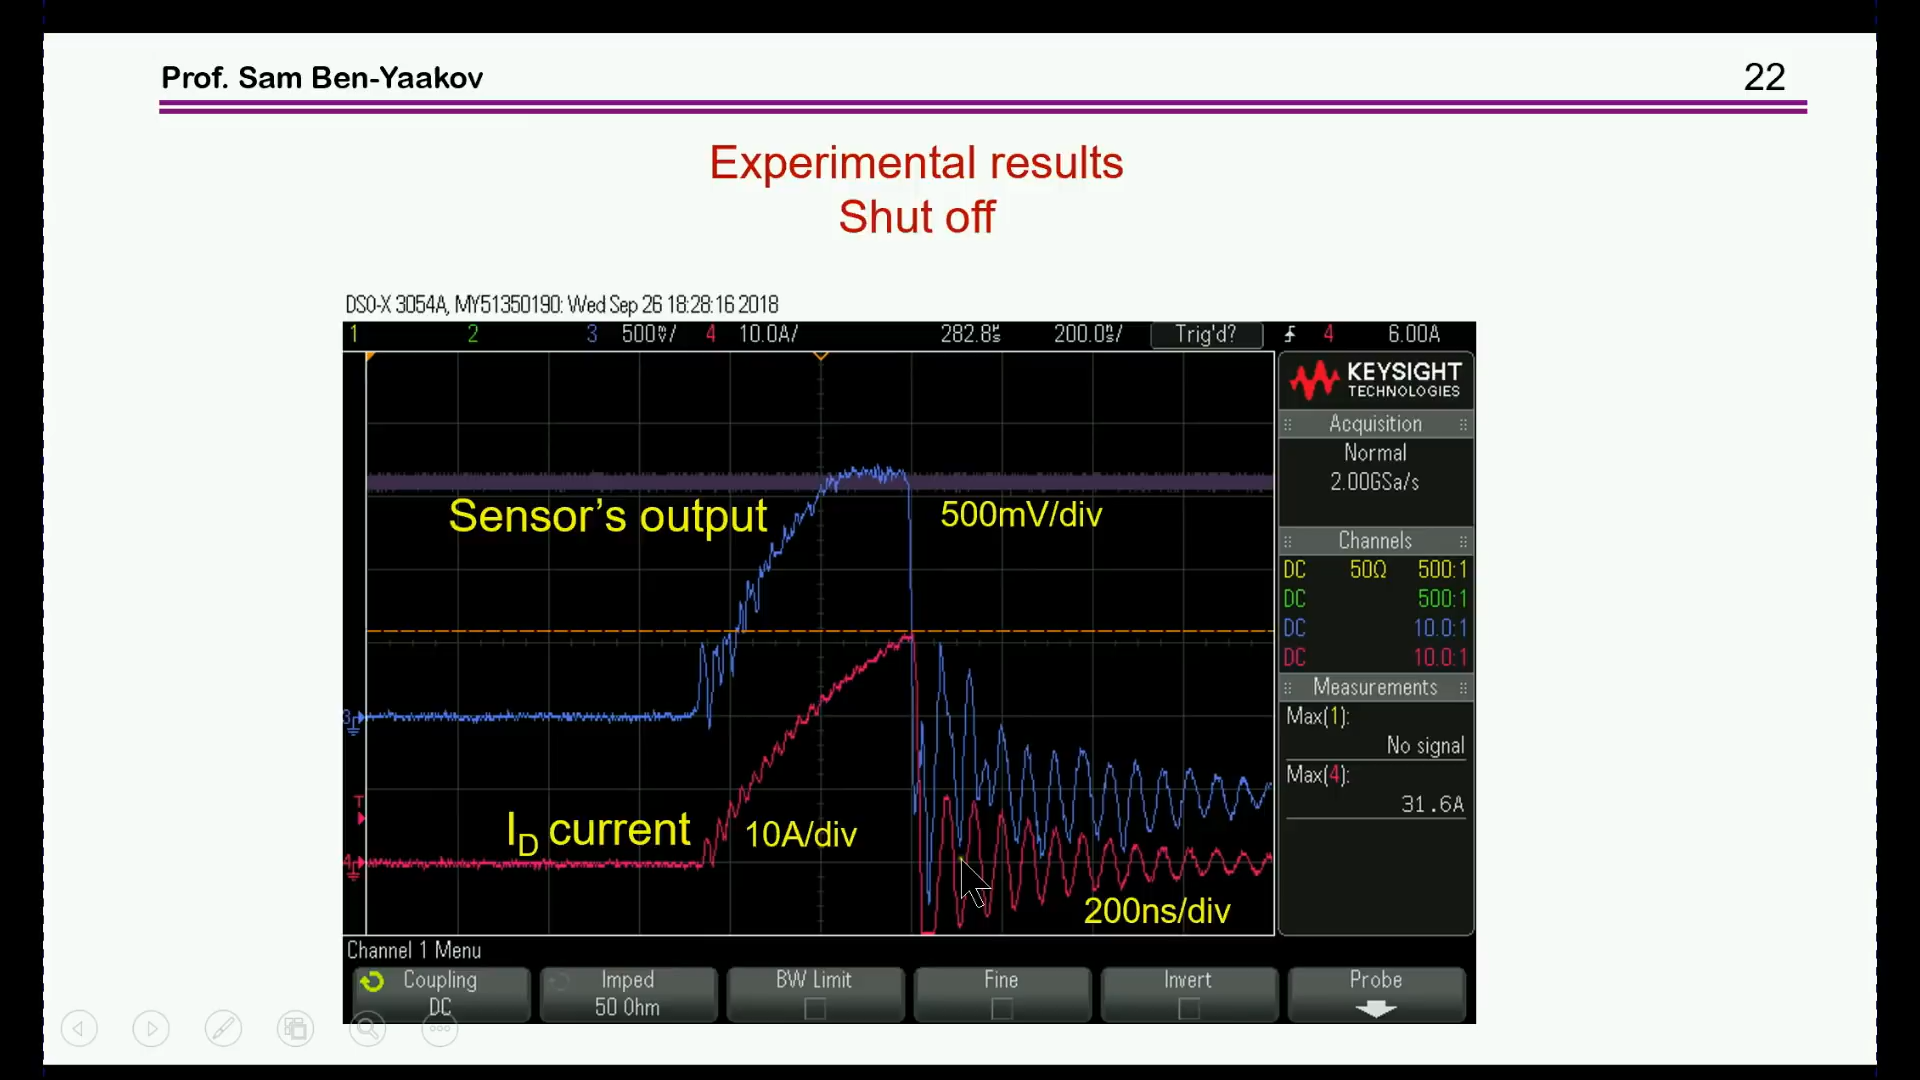 Prof. Sam Ben-Yaakov
22
Experimental results
Shut off
DSO-X 3054A, MY51350190: Wed Sep 26 18:28:16 2018
1 2 3 500mV/ 4 10.0A/ 282.8µs 200.0ns/ Trig'd? 4 6.00A
KEYSIGHT
TECHNOLOGIES
Acquisition
Normal
2.00GSa/s
Sensor's output
500mV/div
Channels
DC 50Ω 500:1
DC 500:1
DC 10.0:1
DC 10.0:1
Measurements
Max(1):
No signal
Max(4):
31.6A
3
T
4
ID current
10A/div
200ns/div
Channel 1 Menu
Coupling
DC
Imped
50 Ohm
BW Limit
Fine
Invert
Probe